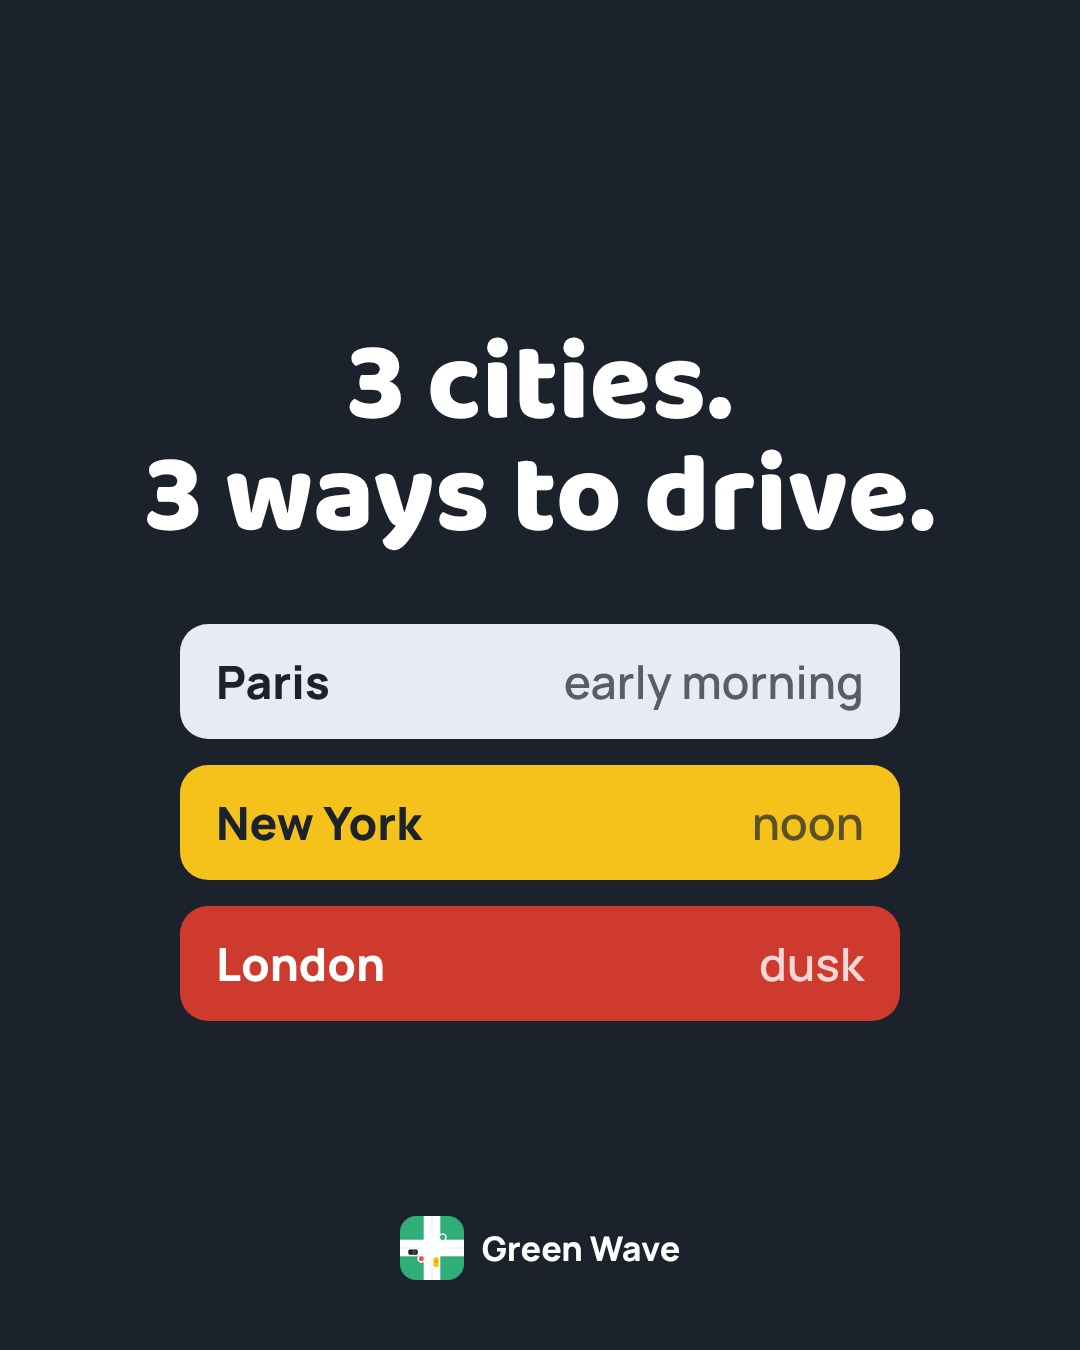 3 cities.
3 ways to drive.
Paris early morning
New York noon
London dusk
Green Wave